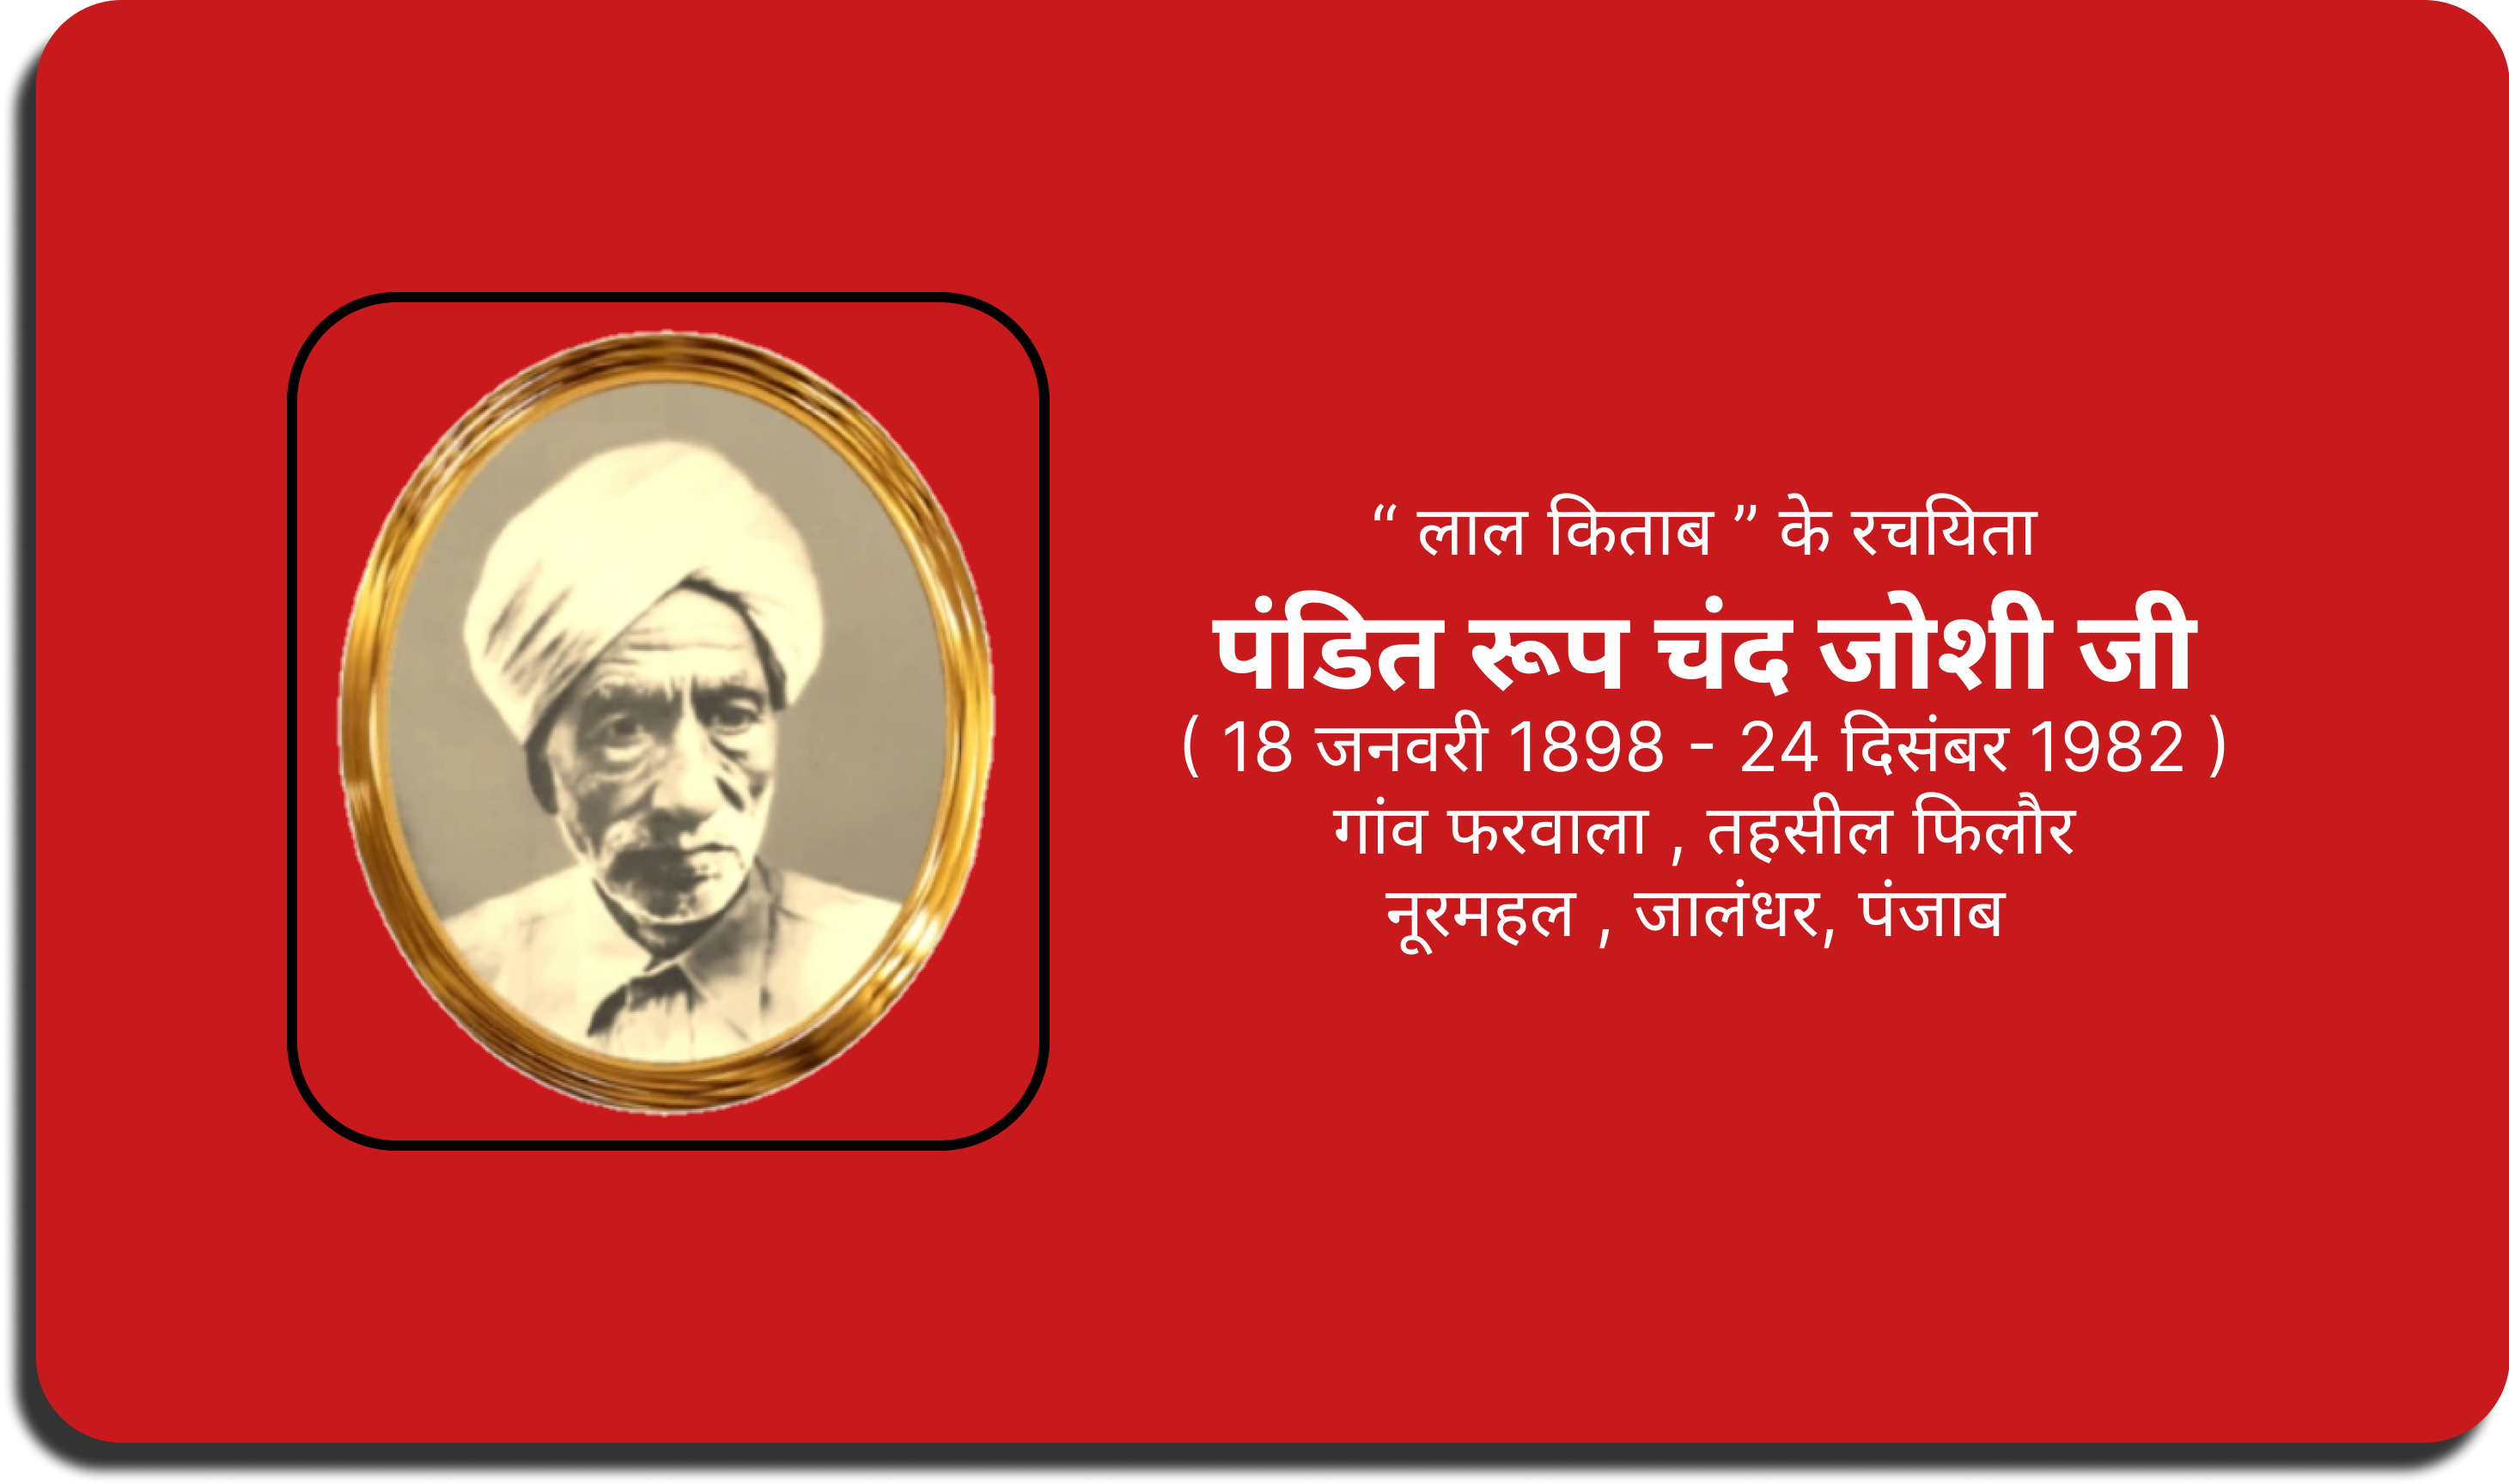 “ लाल किताब ” के रचयिता
पंडित रूप चंद जोशी जी
( 18 जनवरी 1898 - 24 दिसंबर 1982 )
गांव फरवाला , तहसील फिलौर
नूरमहल , जालंधर, पंजाब